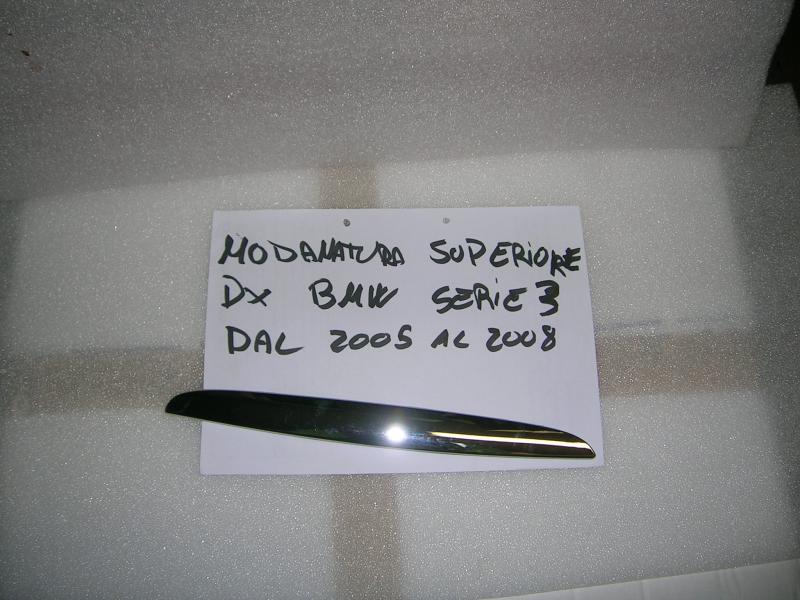 MODANATURA SUPERIORE
DX BMW SERIE 3
DAL 2005 AL 2008